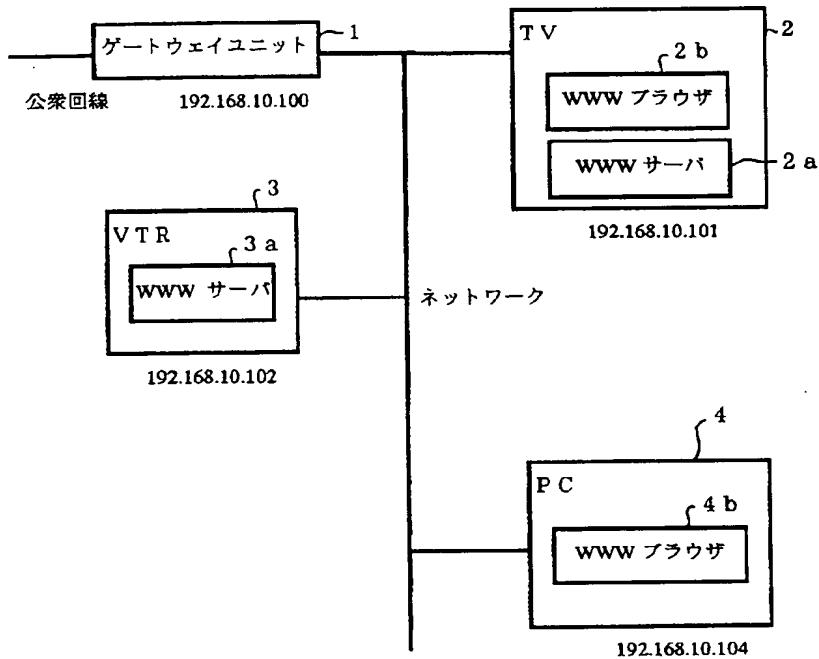 ゲートウェイユニット
1
公衆回線
192.168.10.100
TV
2
2b
WWW ブラウザ
WWW サーバ
2a
192.168.10.101
3
VTR
3a
WWW サーバ
192.168.10.102
ネットワーク
4
PC
4b
WWW ブラウザ
192.168.10.104